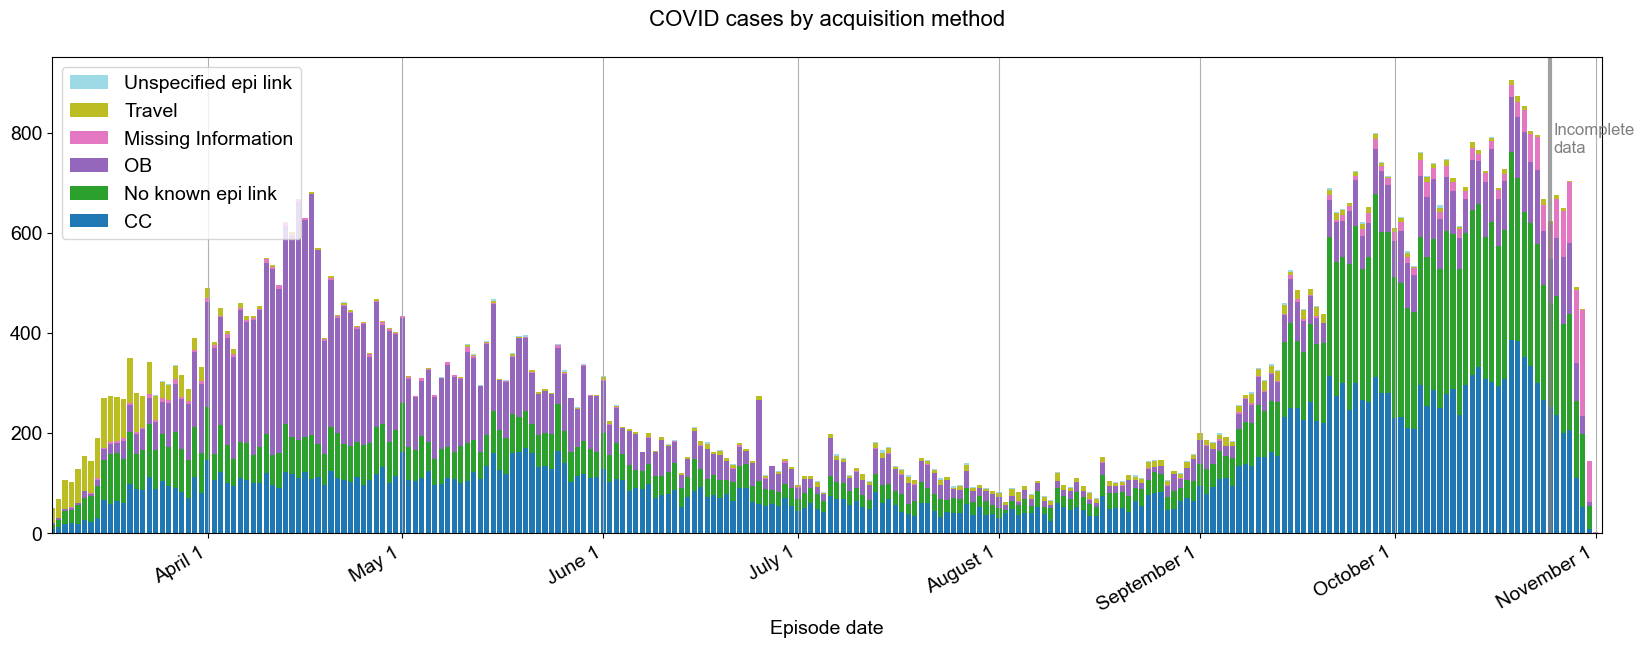 COVID cases by acquisition method
Unspecified epi link
Travel
Missing Information
OB
No known epi link
CC
800
600
400
200
0
Incomplete
data
April 1
May 1
June 1
July 1
August 1
September 1
October 1
November 1
Episode date